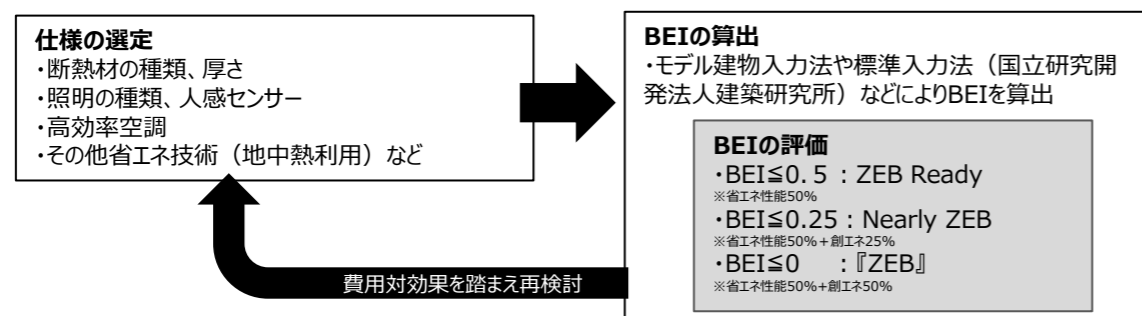 仕様の選定
・断熱材の種類、厚さ
・照明の種類、人感センサー
・高効率空調
・その他省エネ技術（地中熱利用）など
BEIの算出
・モデル建物入力法や標準入力法（国立研究開
発法人建築研究所）などによりBEIを算出
BEIの評価
・BEI≦0. 5 : ZEB Ready
※省エネ性能50%
・BEI≦0.25 : Nearly ZEB
※省エネ性能50%＋創エネ25%
・BEI≦0 : 『ZEB』
※省エネ性能50%＋創エネ50%
費用対効果を踏まえ再検討